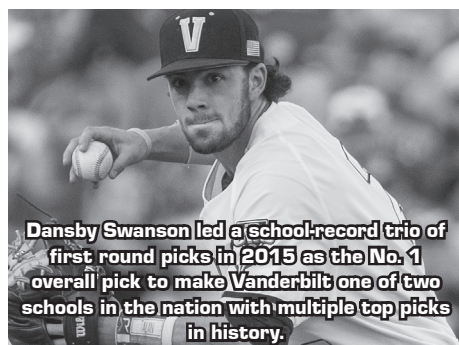 V
Dansby Swanson led a school-record trio of
first round picks in 2015 as the No. 1
overall pick to make Vanderbilt one of two
schools in the nation with multiple top picks
in history.